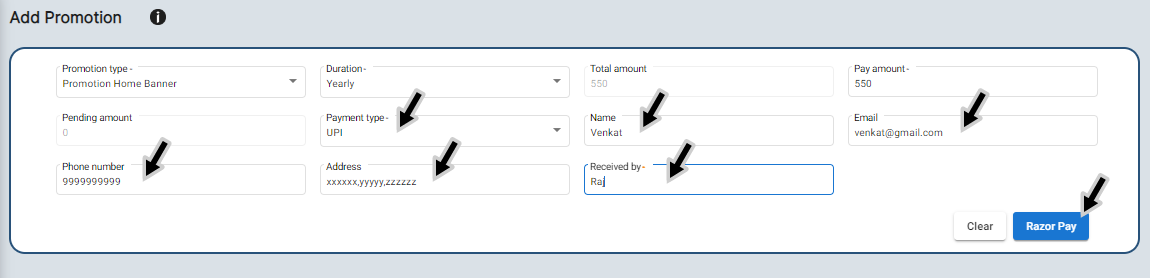 Add Promotion
Promotion type - Duration - Total amount Pay amount -
Promotion Home Banner Yearly 550 550
Pending amount Payment type - Name Email
0 UPI Venkat venkat@gmail.com
Phone number Address Received by -
9999999999 xxxxxx,yyyyy,zzzzzz Raj
Clear Razor Pay